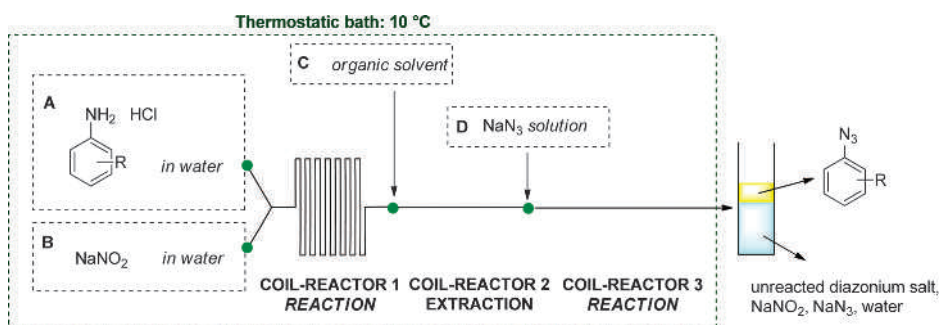 Thermostatic bath: 10 °C
C
organic solvent
A
NH2 HCl
R
in water
D NaN3 solution
B
NaNO2 in water
COIL-REACTOR 1
REACTION
COIL-REACTOR 2
EXTRACTION
COIL-REACTOR 3
REACTION
N3
R
unreacted diazonium salt,
NaNO2, NaN3, water